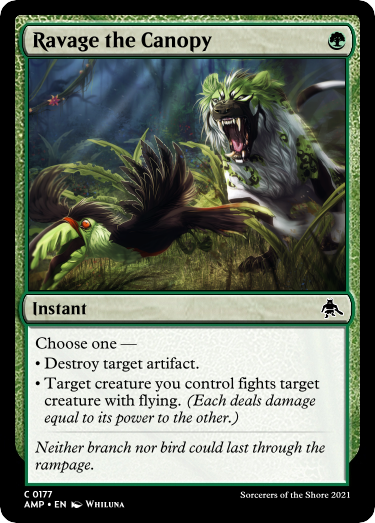 Ravage the Canopy
Instant
Choose one —
• Destroy target artifact.
• Target creature you control fights target
creature with flying. (Each deals damage
equal to its power to the other.)
Neither branch nor bird could last through the
rampage.
C 0177
AMP • EN Whiluna
Sorcerers of the Shore 2021